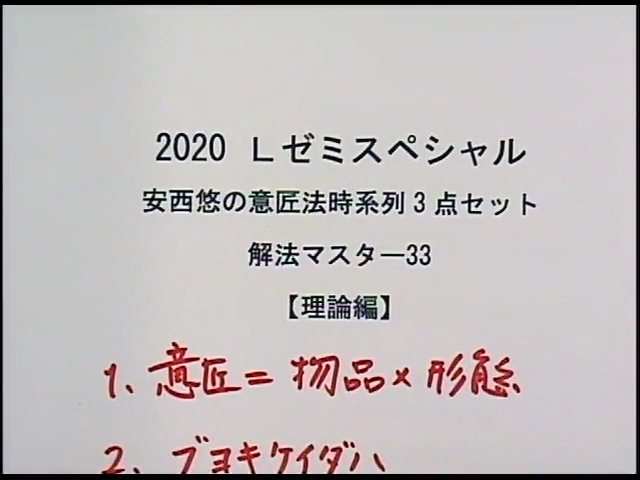 2020 Lゼミスペシャル
安西悠の意匠法時系列3点セット
解法マスター33
【理論編】
1、意匠=物品×形態
2、ブヨキケイダハ